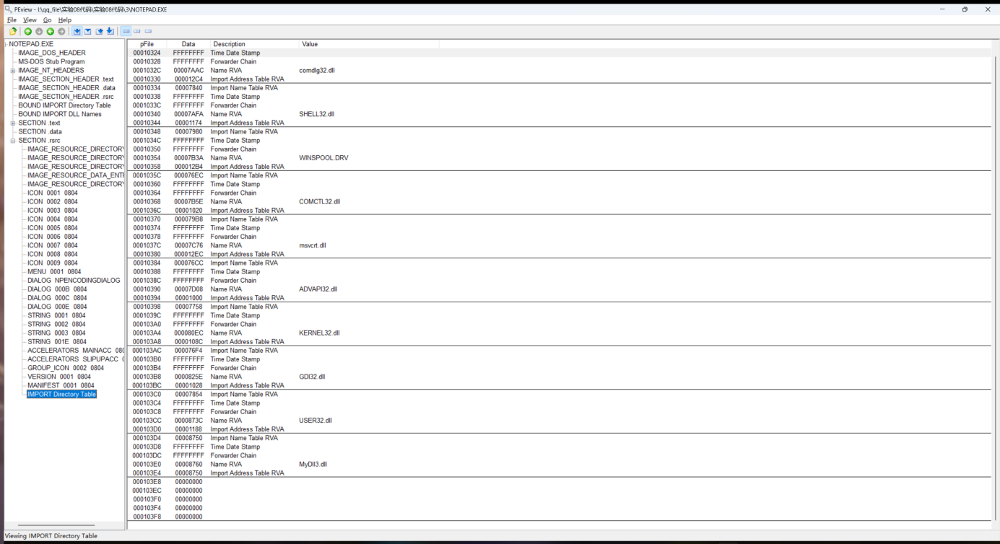 PEview - I:\qq_file\实验08代码\实验08代码\3\NOTEPAD.EXE
File View Go Help
NOTEPAD.EXE
IMAGE_DOS_HEADER
MS-DOS Stub Program
IMAGE_NT_HEADERS
IMAGE_SECTION_HEADER .text
IMAGE_SECTION_HEADER .data
IMAGE_SECTION_HEADER .rsrc
BOUND IMPORT Directory Table
BOUND IMPORT DLL Names
SECTION .text
SECTION .data
SECTION .rsrc
IMAGE_RESOURCE_DIRECTORY
IMAGE_RESOURCE_DIRECTORY
IMAGE_RESOURCE_DIRECTORY
IMAGE_RESOURCE_DATA_ENT
IMAGE_RESOURCE_DIRECTORY
ICON 0001 0804
ICON 0002 0804
ICON 0003 0804
ICON 0004 0804
ICON 0005 0804
ICON 0006 0804
ICON 0007 0804
ICON 0008 0804
ICON 0009 0804
MENU 0001 0804
DIALOG NPENCODINGDIALOG
DIALOG 000B 0804
DIALOG 000C 0804
DIALOG 000E 0804
STRING 0001 0804
STRING 0002 0804
STRING 0003 0804
STRING 001E 0804
ACCELERATORS MAINACC 080
ACCELERATORS SLIPUPACC 0
GROUP_ICON 0002 0804
VERSION 0001 0804
MANIFEST 0001 0804
IMPORT Directory Table
pFile Data Description Value
00010324 FFFFFFFF Time Date Stamp
00010328 FFFFFFFF Forwarder Chain
0001032C 00007AAC Name RVA comdlg32.dll
00010330 000012C4 Import Address Table RVA
00010334 00007840 Import Name Table RVA
00010338 FFFFFFFF Time Date Stamp
0001033C FFFFFFFF Forwarder Chain
00010340 00007AFA Name RVA SHELL32.dll
00010344 00001174 Import Address Table RVA
00010348 00007980 Import Name Table RVA
0001034C FFFFFFFF Time Date Stamp
00010350 FFFFFFFF Forwarder Chain
00010354 00007B3A Name RVA WINSPOOL.DRV
00010358 000012B4 Import Address Table RVA
0001035C 000076EC Import Name Table RVA
00010360 FFFFFFFF Time Date Stamp
00010364 FFFFFFFF Forwarder Chain
00010368 00007B5E Name RVA COMCTL32.dll
0001036C 00001020 Import Address Table RVA
00010370 000079B8 Import Name Table RVA
00010374 FFFFFFFF Time Date Stamp
00010378 FFFFFFFF Forwarder Chain
0001037C 00007C76 Name RVA msvcrt.dll
00010380 000012EC Import Address Table RVA
00010384 000076CC Import Name Table RVA
00010388 FFFFFFFF Time Date Stamp
0001038C FFFFFFFF Forwarder Chain
00010390 00007D08 Name RVA ADVAPI32.dll
00010394 00001000 Import Address Table RVA
00010398 00007758 Import Name Table RVA
0001039C FFFFFFFF Time Date Stamp
000103A0 FFFFFFFF Forwarder Chain
000103A4 000080EC Name RVA KERNEL32.dll
000103A8 0000108C Import Address Table RVA
000103AC 000076F4 Import Name Table RVA
000103B0 FFFFFFFF Time Date Stamp
000103B4 FFFFFFFF Forwarder Chain
000103B8 0000825E Name RVA GDI32.dll
000103BC 00001028 Import Address Table RVA
000103C0 00007854 Import Name Table RVA
000103C4 FFFFFFFF Time Date Stamp
000103C8 FFFFFFFF Forwarder Chain
000103CC 0000873C Name RVA USER32.dll
000103D0 00001188 Import Address Table RVA
000103D4 00008750 Import Name Table RVA
000103D8 FFFFFFFF Time Date Stamp
000103DC FFFFFFFF Forwarder Chain
000103E0 00008760 Name RVA MyDll3.dll
000103E4 00008750 Import Address Table RVA
000103E8 00000000
000103EC 00000000
000103F0 00000000
000103F4 00000000
000103F8 00000000
Viewing IMPORT Directory Table